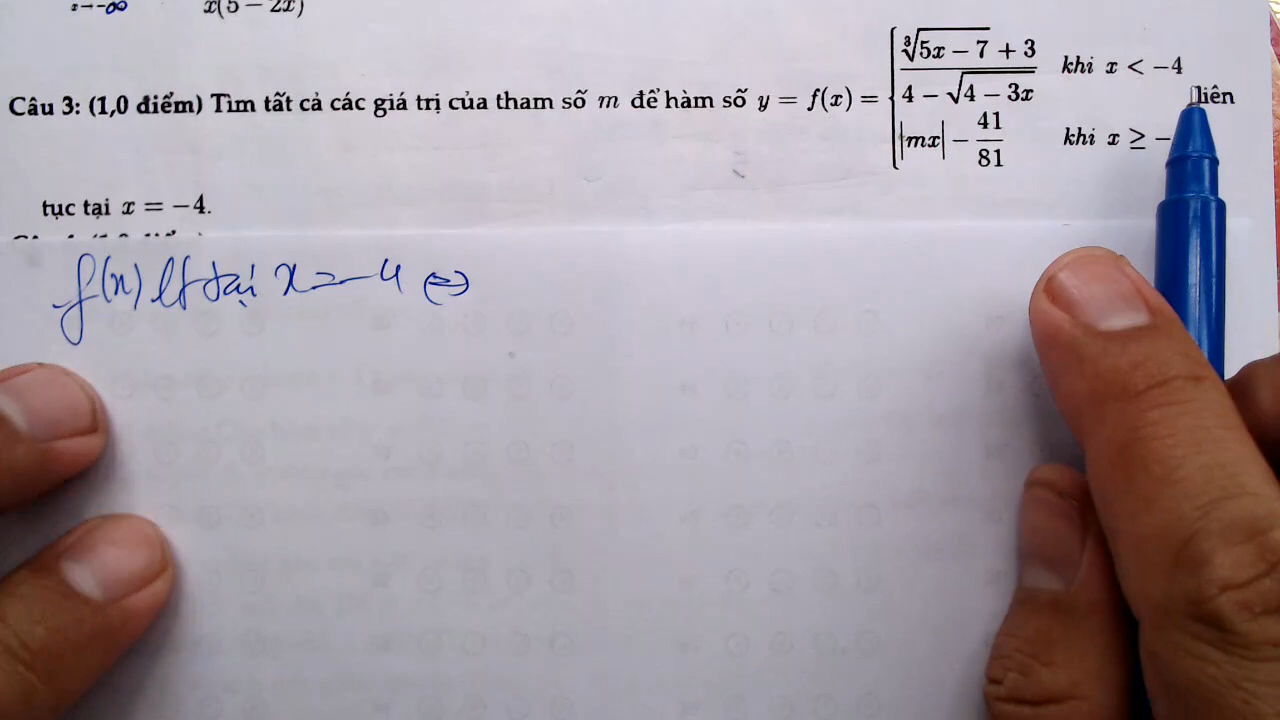 x→−∞ x(5 − 2x)
Câu 3: (1,0 điểm) Tìm tất cả các giá trị của tham số m để hàm số y = f(x) = { (∛(5x − 7) + 3)/(4 − √(4 − 3x)) khi x < −4 liên
|mx| − 41/81 khi x ≥ −
tục tại x = −4.
f(x) lt tại x = −4 ⇔